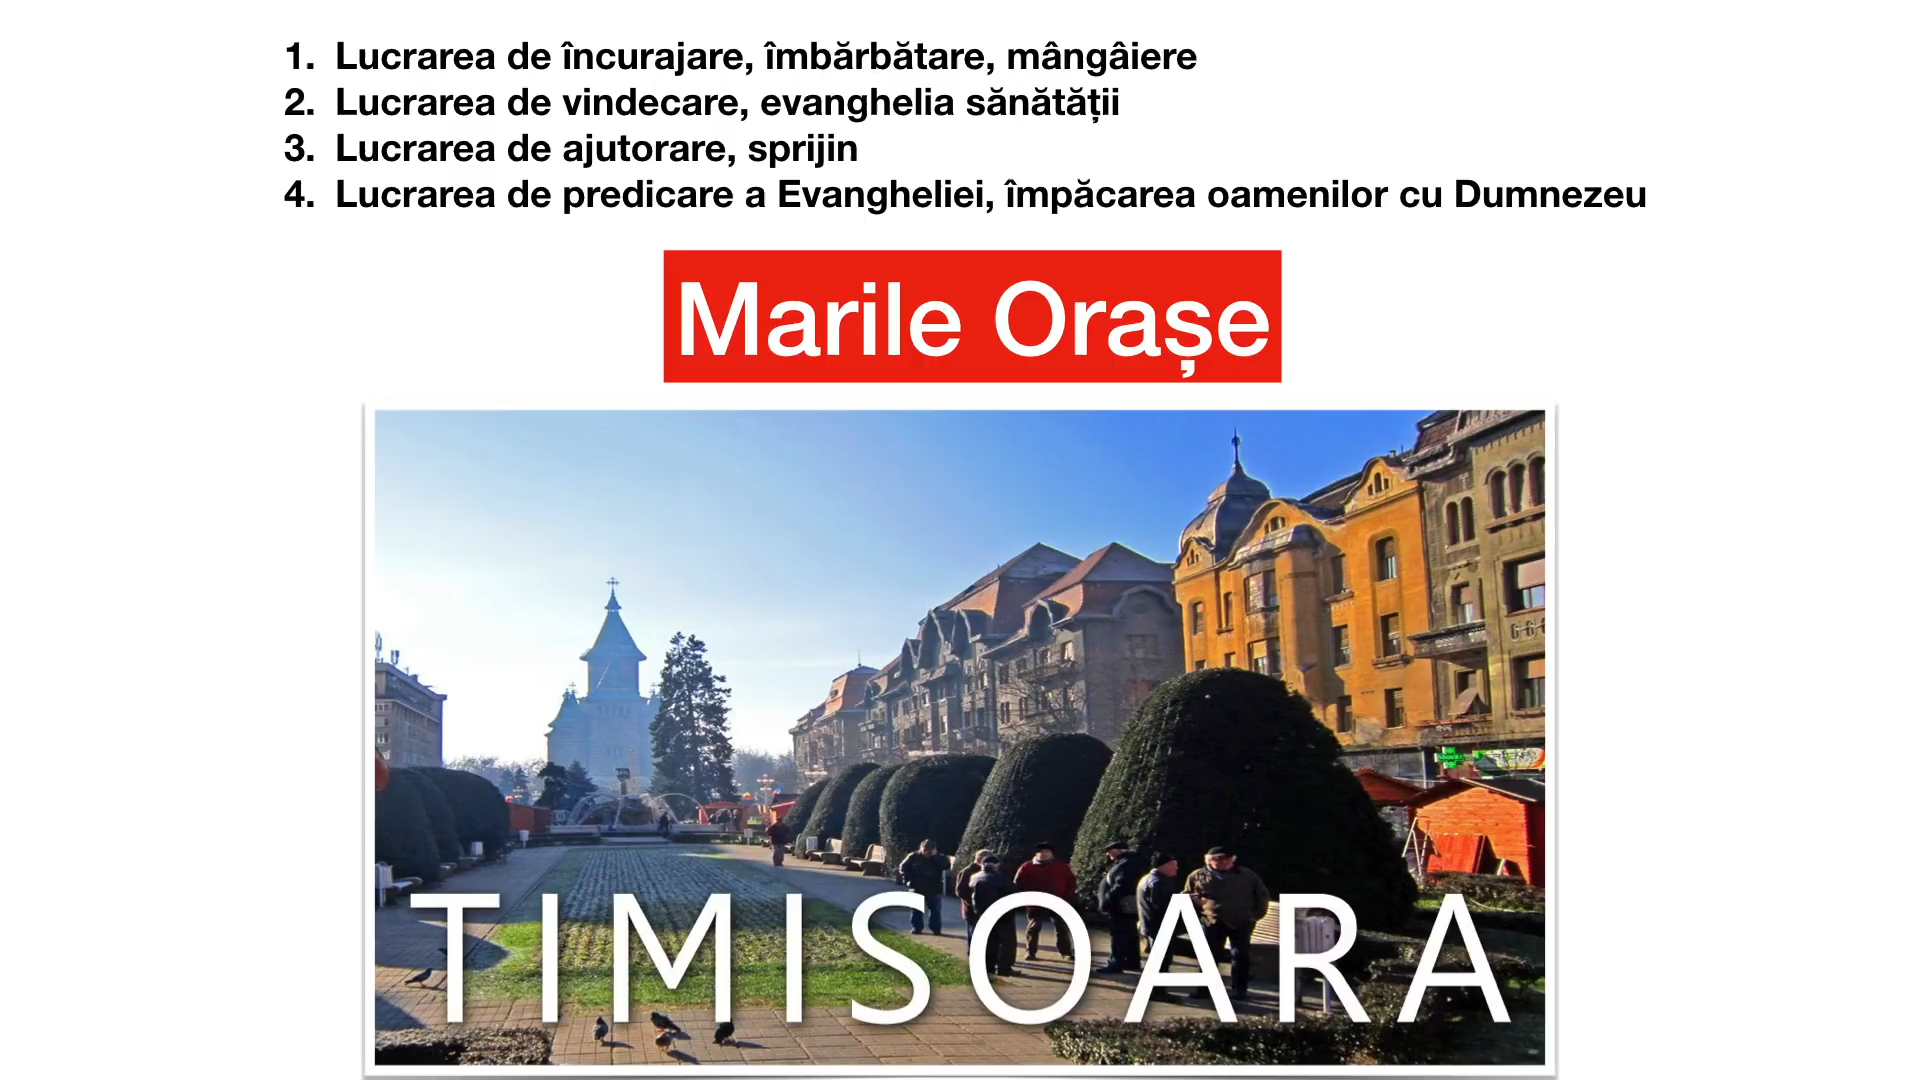 1. Lucrarea de încurajare, îmbărbătare, mângâiere
2. Lucrarea de vindecare, evanghelia sănătății
3. Lucrarea de ajutorare, sprijin
4. Lucrarea de predicare a Evangheliei, împăcarea oamenilor cu Dumnezeu
Marile Orașe
TIMISOARA